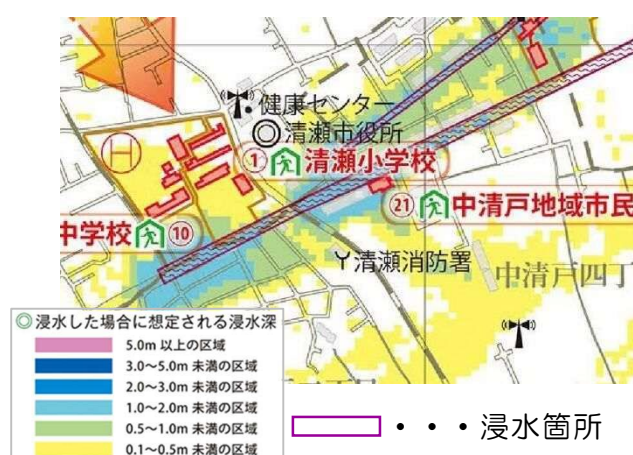 健康センター
清瀬市役所
① 清瀬小学校
㉑ 中清戸地域市民
中学校 ⑩
Y清瀬消防署
中清戸四丁
H
◎浸水した場合に想定される浸水深
5.0m 以上の区域
3.0〜5.0m 未満の区域
2.0〜3.0m 未満の区域
1.0〜2.0m 未満の区域
0.5〜1.0m 未満の区域
0.1〜0.5m 未満の区域
・・・浸水箇所